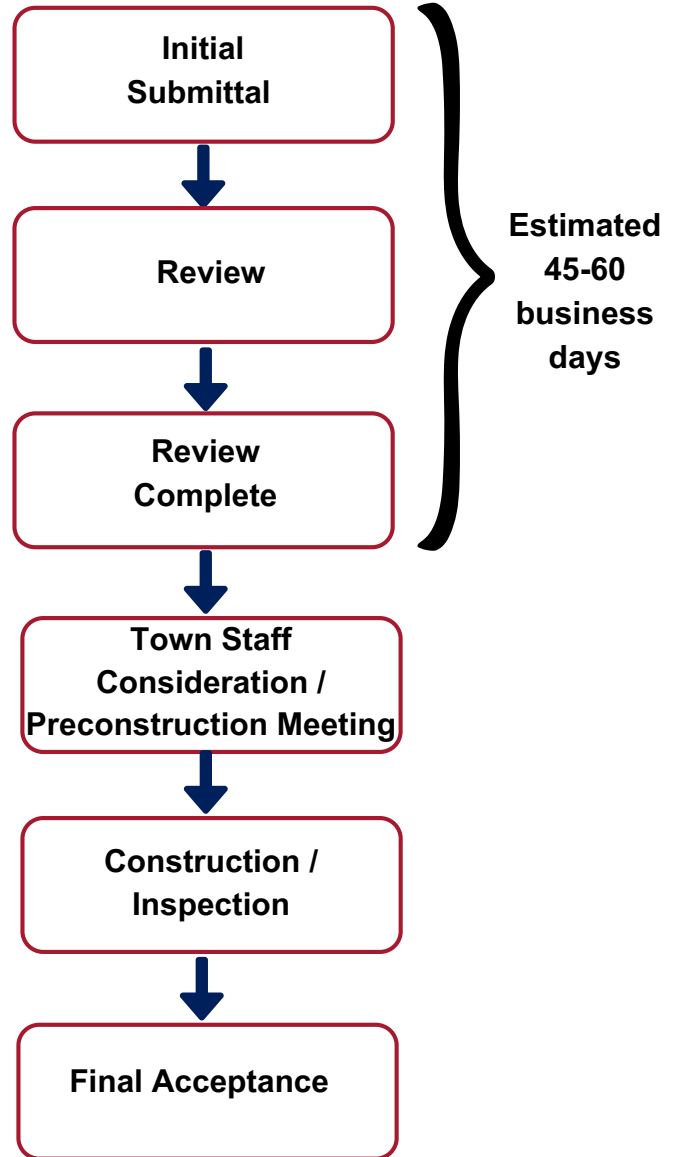 Initial
Submittal
Estimated
45-60
business
days
Review
Review
Complete
Town Staff
Consideration /
Preconstruction Meeting
Construction /
Inspection
Final Acceptance